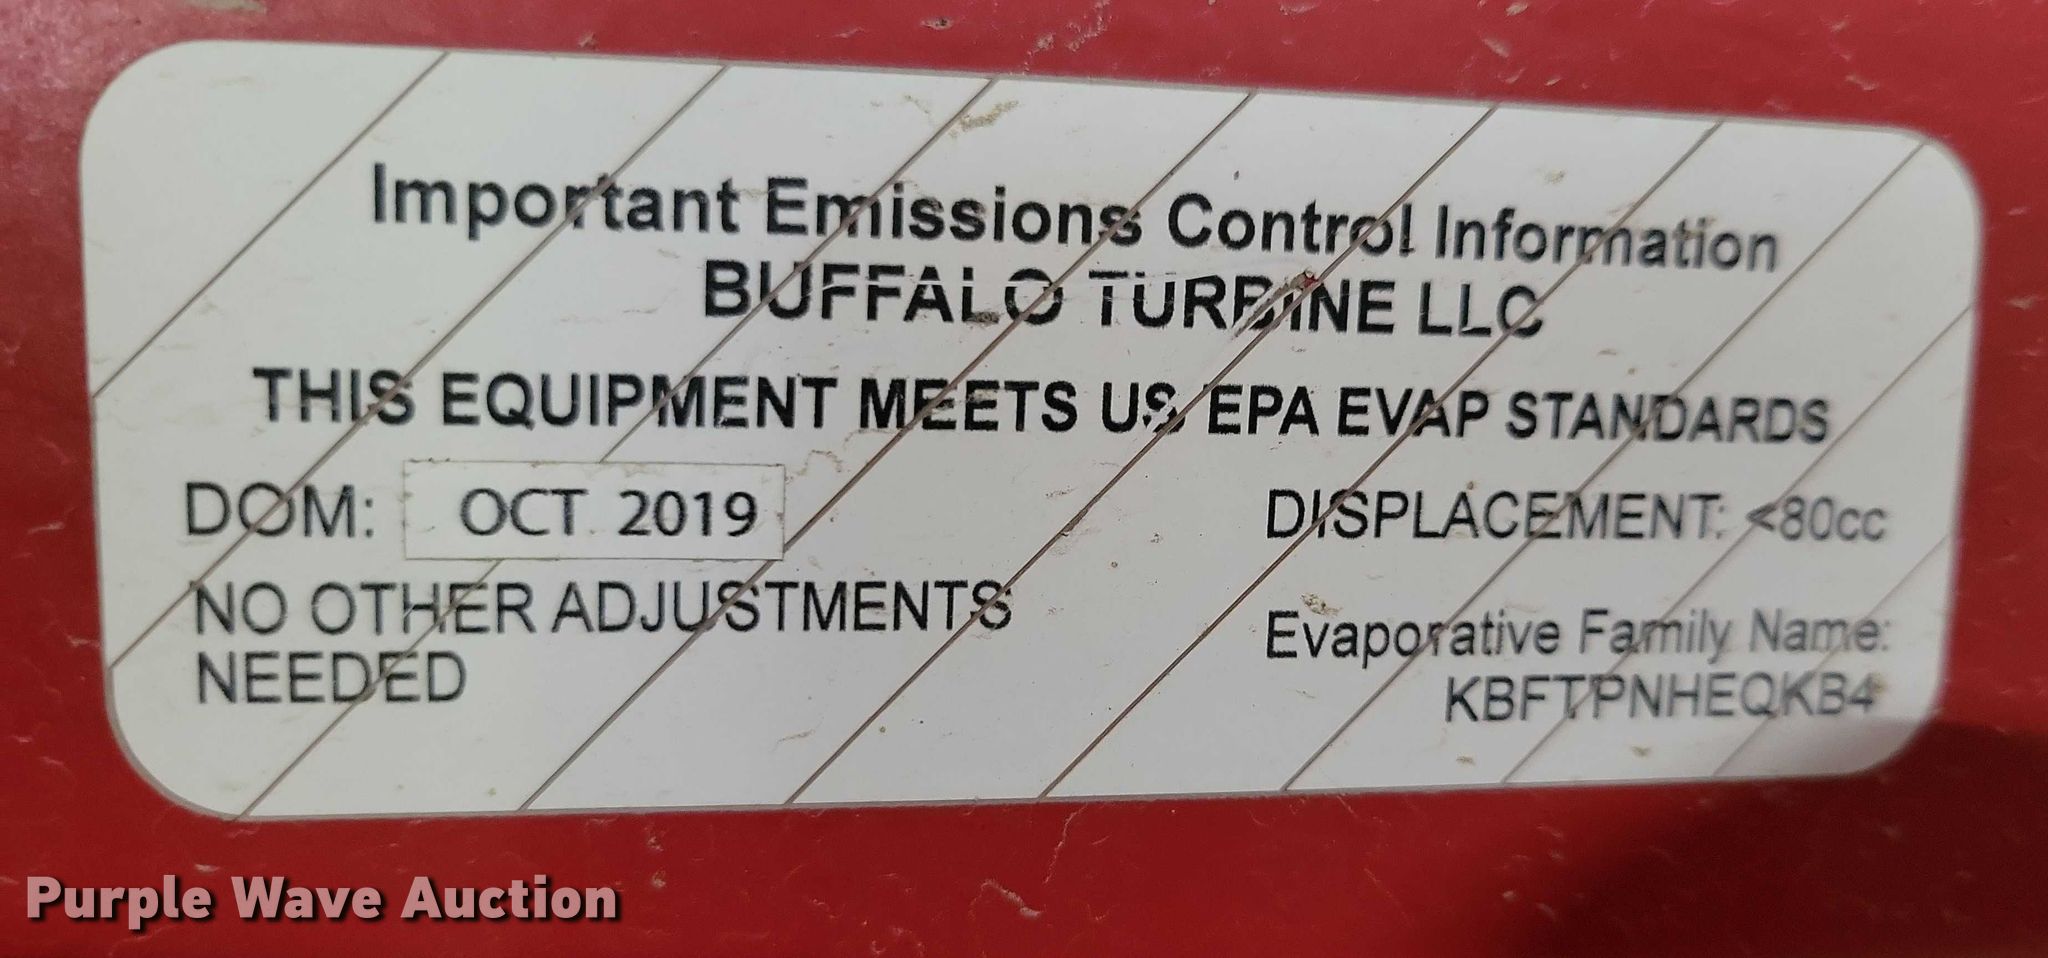 Important Emissions Control Information
BUFFALO TURBINE LLC
THIS EQUIPMENT MEETS US EPA EVAP STANDARDS
DOM: OCT 2019
DISPLACEMENT: <80cc
NO OTHER ADJUSTMENTS
NEEDED
Evaporative Family Name:
KBFTPNHEQKB4
Purple Wave Auction